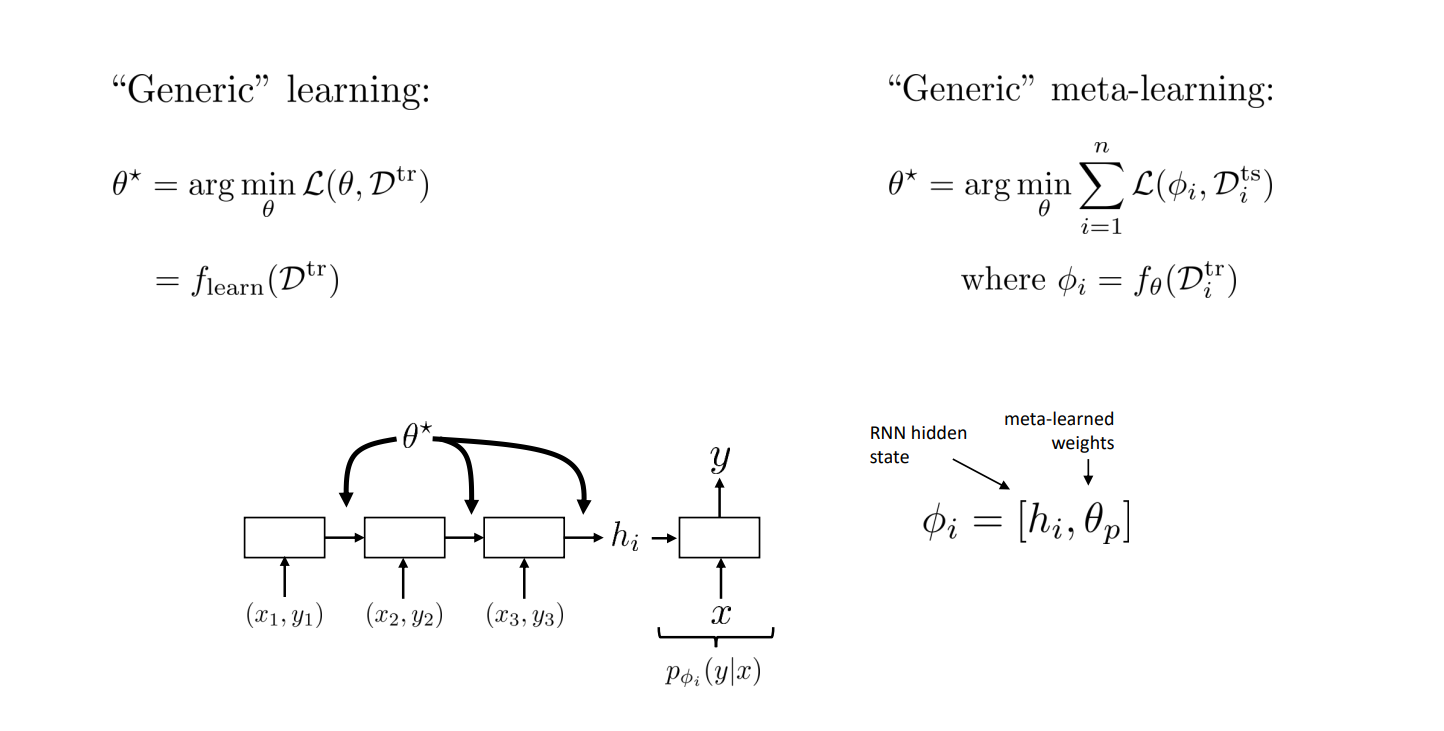 “Generic” learning:
θ* = arg min_θ ℒ(θ, 𝒟^tr)
= f_learn(𝒟^tr)
“Generic” meta-learning:
θ* = arg min_θ ∑_{i=1}^{n} ℒ(ϕ_i, 𝒟_i^ts)
where ϕ_i = f_θ(𝒟_i^tr)
θ*
y
h_i
(x_1, y_1) (x_2, y_2) (x_3, y_3) x
p_{ϕ_i}(y|x)
RNN hidden
state
meta-learned
weights
ϕ_i = [h_i, θ_p]